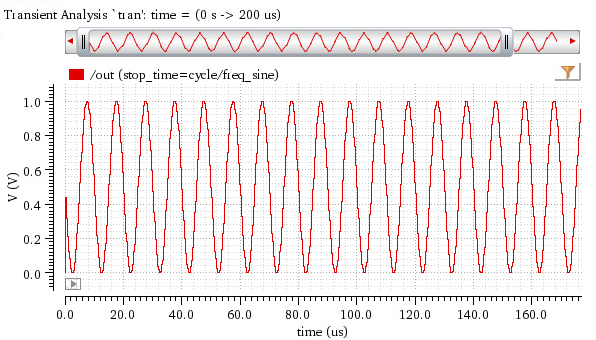 Transient Analysis `tran': time = (0 s -> 200 us)
/out (stop_time=cycle/freq_sine)
1.0
0.8
0.6
0.4
0.2
0.0
V (V)
0.0 20.0 40.0 60.0 80.0 100.0 120.0 140.0 160.0
time (us)